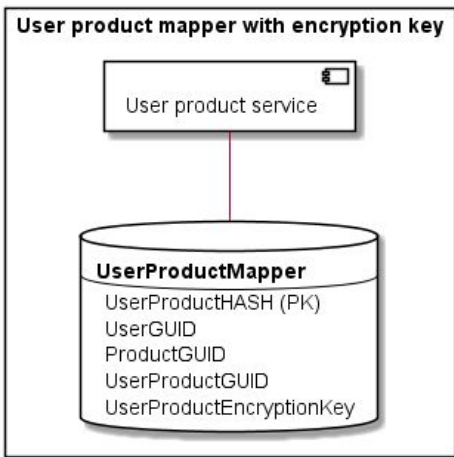 User product mapper with encryption key
User product service
UserProductMapper
UserProductHASH (PK)
UserGUID
ProductGUID
UserProductGUID
UserProductEncryptionKey